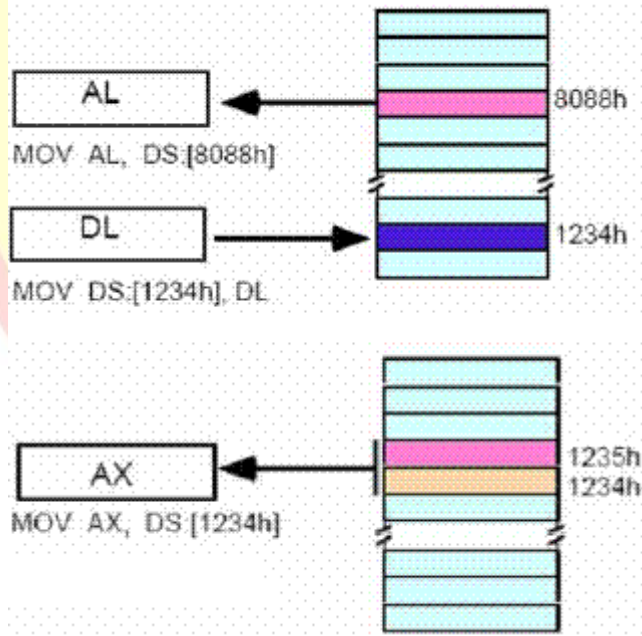 AL
8088h
MOV AL, DS:[8088h]
DL
1234h
MOV DS:[1234h], DL
AX
1235h
1234h
MOV AX, DS [1234h]